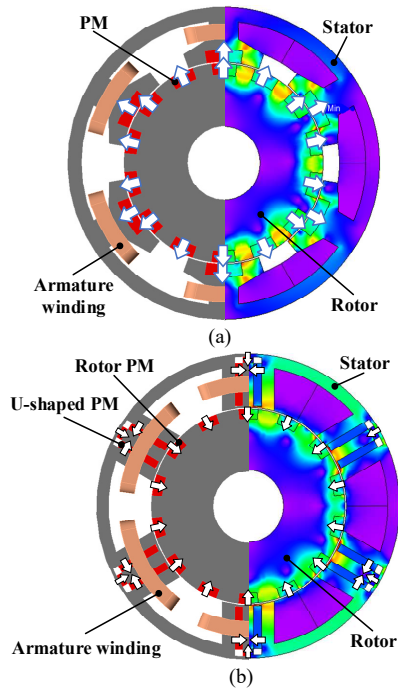 PM
Stator
Min
Armature
winding
Rotor
(a)
Rotor PM
Stator
U-shaped PM
Armature winding
Rotor
(b)